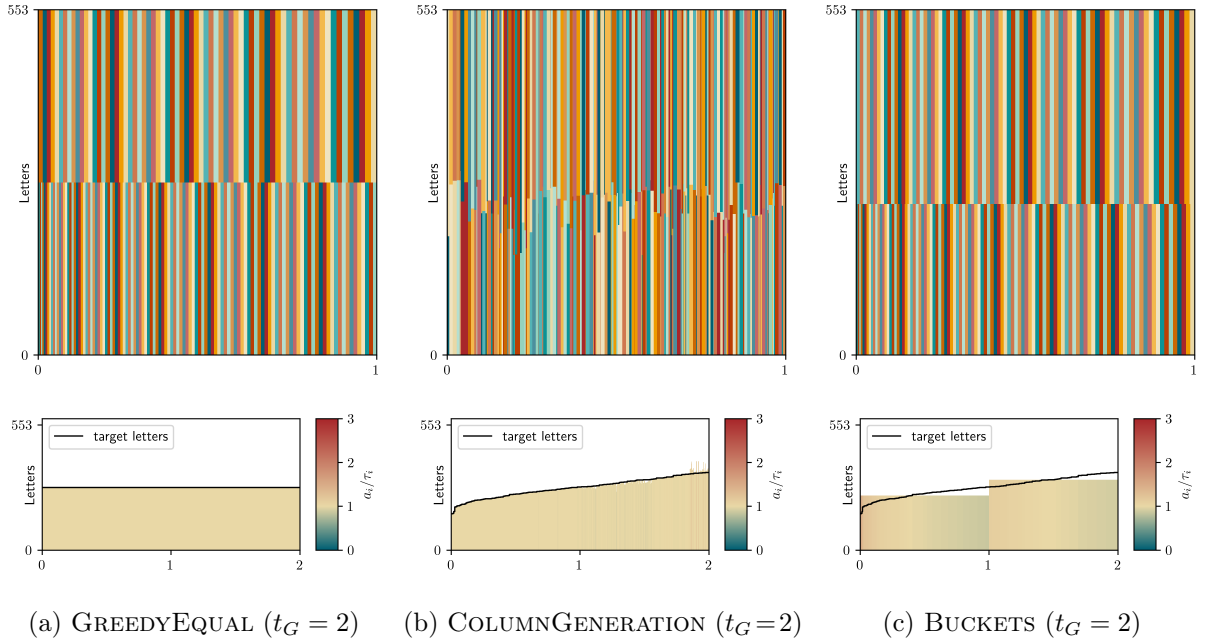 553
Letters
0
0
1
553
Letters
0
0
1
553
Letters
0
0
1
553
target letters
Letters
0
0
1
2
3
2
1
0
a_i/τ_i
553
target letters
Letters
0
0
1
2
3
2
1
0
a_i/τ_i
553
target letters
Letters
0
0
1
2
3
2
1
0
a_i/τ_i
(a) GREEDYEQUAL (t_G = 2)
(b) COLUMNGENERATION (t_G = 2)
(c) BUCKETS (t_G = 2)